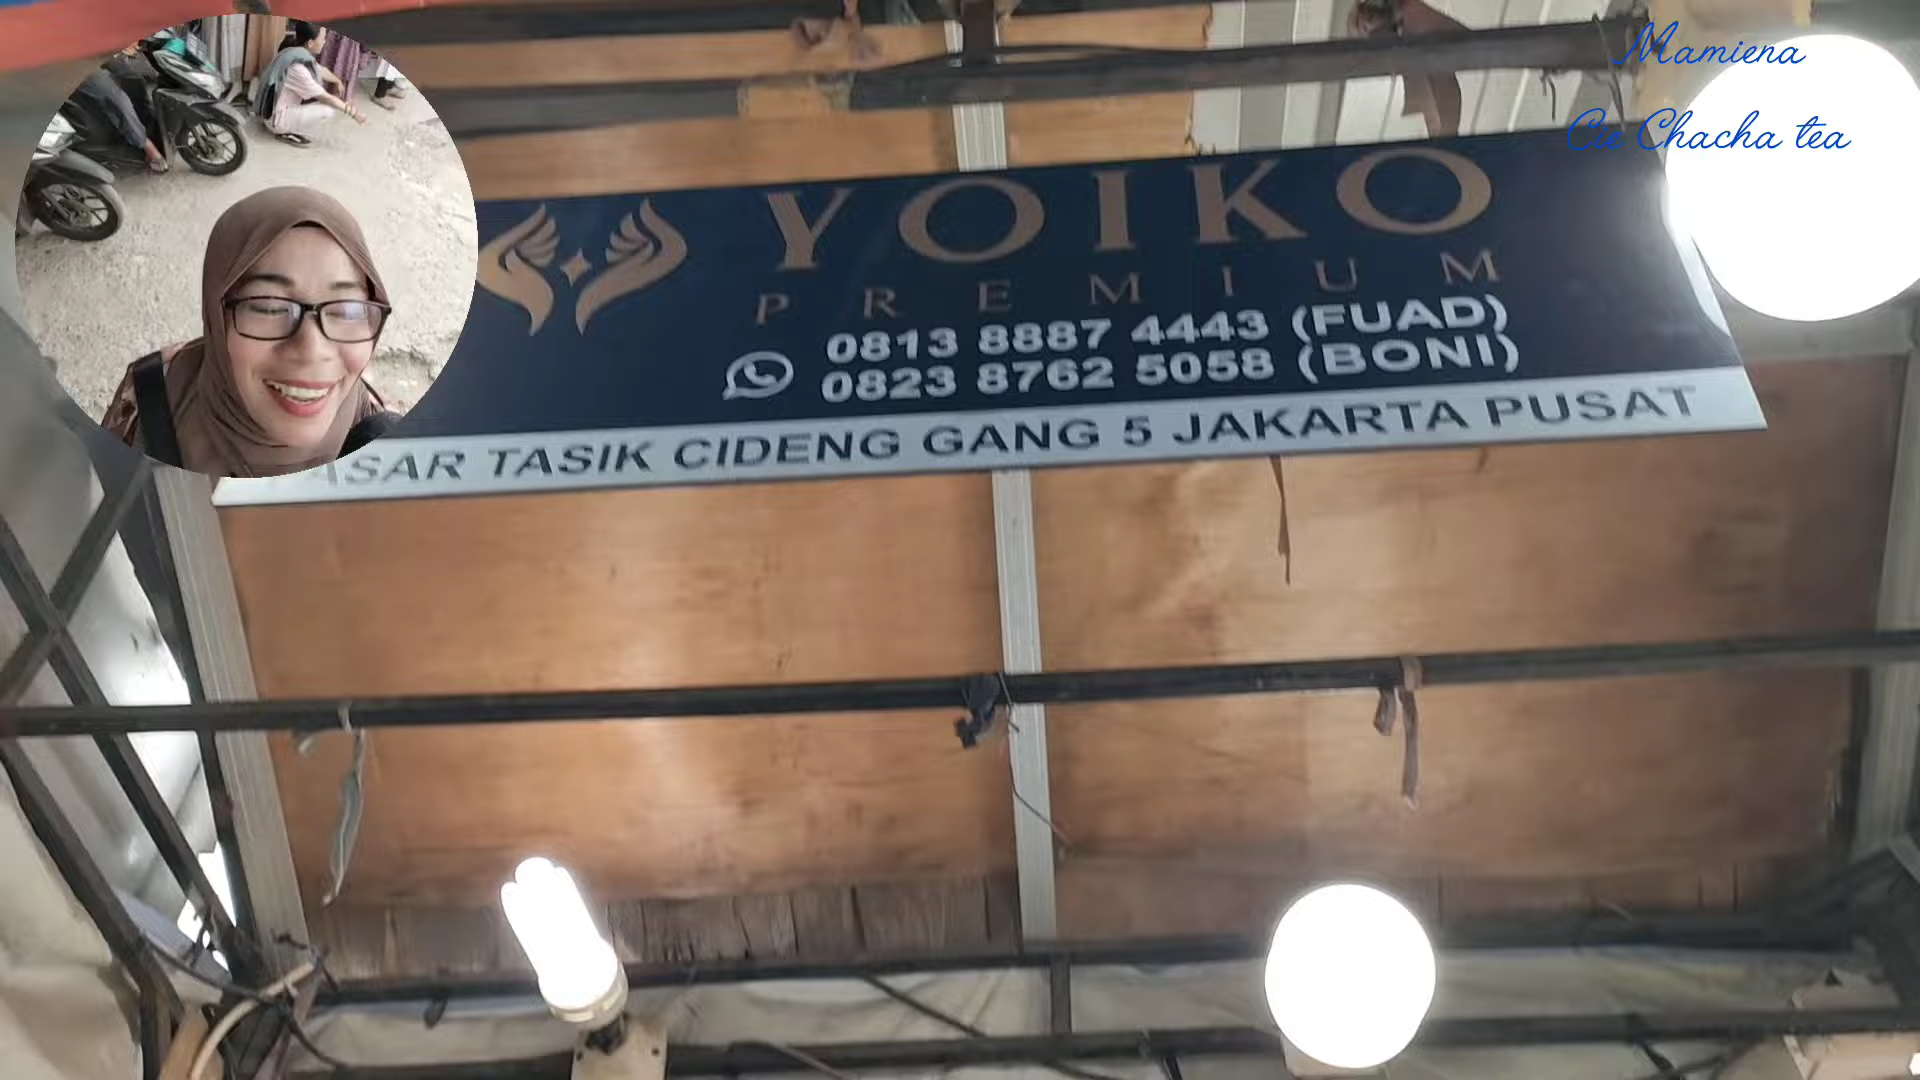 Mamiena
Cie Chacha tea
YOIKO
PREMIUM
0813 8887 4443 (FUAD)
0823 8762 5058 (BONI)
TASIK CIDENG GANG 5 JAKARTA PUSAT